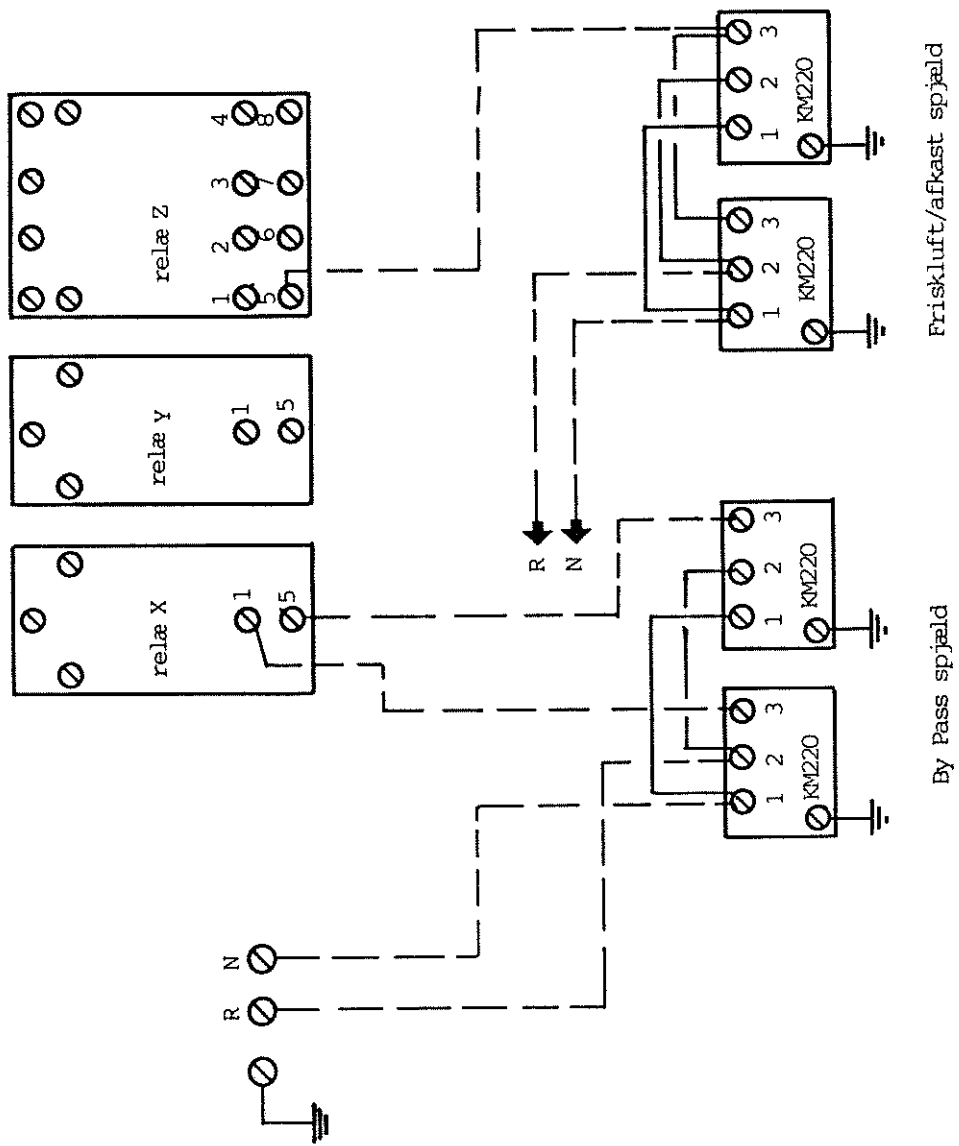 relæ X
1
5
relæ Y
1
5
relæ Z
1 2 3 4
5 6 7 8
R
N
R N
1 2 3
KM220
1 2 3
KM220
1 2 3
KM220
1 2 3
KM220
By Pass spjæld
Friskluft/afkast spjæld